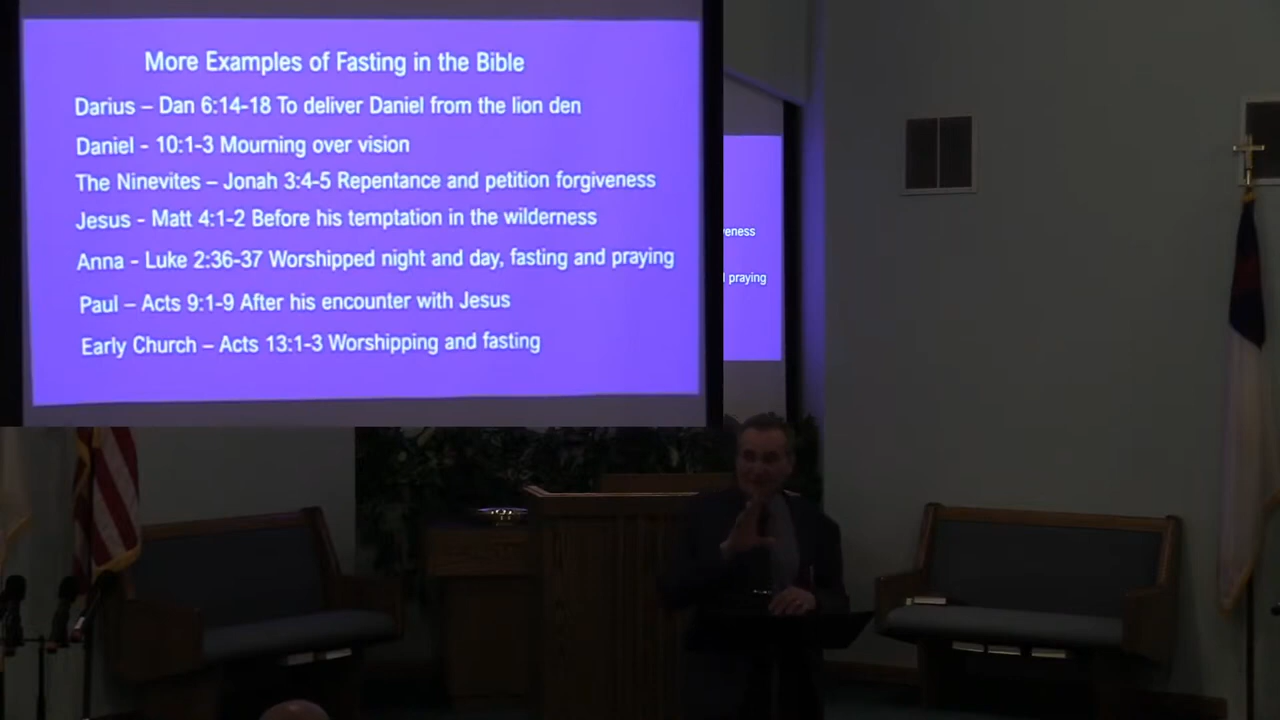 More Examples of Fasting in the Bible
Darius – Dan 6:14-18 To deliver Daniel from the lion den
Daniel - 10:1-3 Mourning over vision
The Ninevites – Jonah 3:4-5 Repentance and petition forgiveness
Jesus - Matt 4:1-2 Before his temptation in the wilderness
Anna - Luke 2:36-37 Worshipped night and day, fasting and praying
Paul – Acts 9:1-9 After his encounter with Jesus
Early Church – Acts 13:1-3 Worshipping and fasting
veness
praying